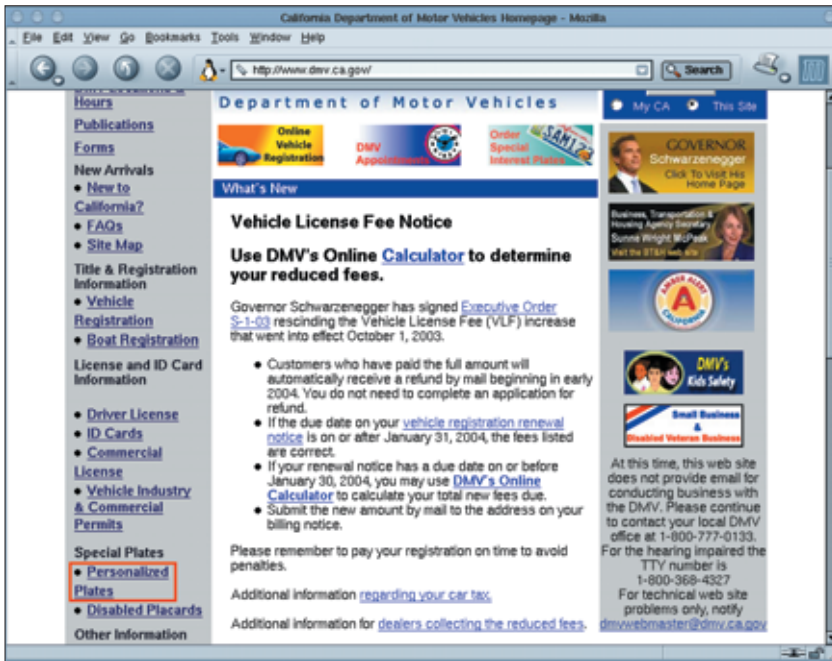 California Department of Motor Vehicles Homepage - Mozilla
File Edit View Go Bookmarks Tools Window Help
http://www.dmv.ca.gov/
Search
Hours
Publications
Forms
New Arrivals
• New to
California?
• FAQs
• Site Map
Title & Registration
Information
• Vehicle
Registration
• Boat Registration
License and ID Card
Information
• Driver License
• ID Cards
• Commercial
License
• Vehicle Industry
& Commercial
Permits
Special Plates
• Personalized
Plates
• Disabled Placards
Other Information
Department of Motor Vehicles
Online
Vehicle
Registration
DMV
Appointments
Order
Special
Interest Plates
SAM123
What's New
Vehicle License Fee Notice
Use DMV's Online Calculator to determine
your reduced fees.
Governor Schwarzenegger has signed Executive Order
S-1-03 rescinding the Vehicle License Fee (VLF) increase
that went into effect October 1, 2003.
• Customers who have paid the full amount will
automatically receive a refund by mail beginning in early
2004. You do not need to complete an application for
refund.
• If the due date on your vehicle registration renewal
notice is on or after January 31, 2004, the fees listed
are correct.
• If your renewal notice has a due date on or before
January 30, 2004, you may use DMV's Online
Calculator to calculate your total new fees due.
• Submit the new amount by mail to the address on your
billing notice.
Please remember to pay your registration on time to avoid
penalties.
Additional information regarding your car tax.
Additional information for dealers collecting the reduced fees.
My CA This Site
GOVERNOR
Schwarzenegger
Click To Visit His
Home Page
Business, Transportation &
Housing Agency Secretary
Sunne Wright McPeak
Visit the BT&H web site
AMBER ALERT
A
CALIFORNIA
DMV's
Kids Safety
Small Business
&
Disabled Veteran Business
At this time, this web site
does not provide email for
conducting business with
the DMV. Please continue
to contact your local DMV
office at 1-800-777-0133.
For the hearing impaired the
TTY number is
1-800-368-4327
For technical web site
problems only, notify
dmvwebmaster@dmv.ca.gov